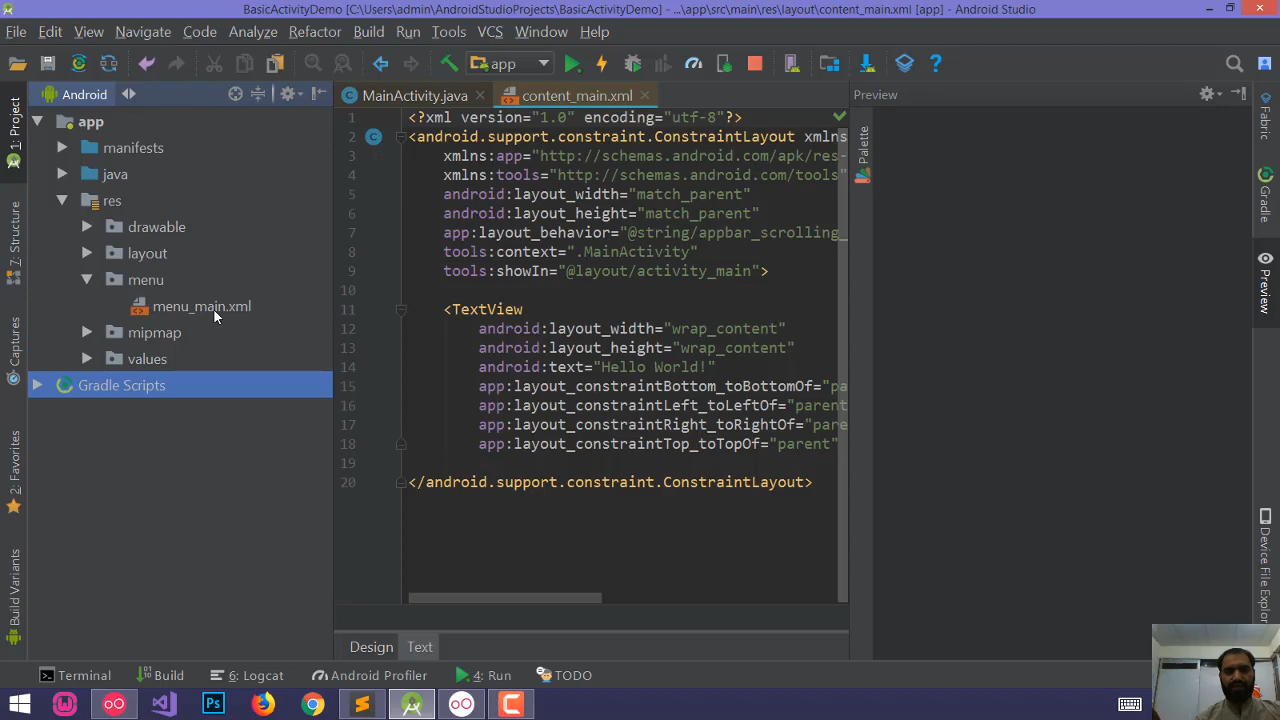 BasicActivityDemo [C:\Users\admin\AndroidStudioProjects\BasicActivityDemo] - ...\app\src\main\res\layout\content_main.xml [app] - Android Studio
File Edit View Navigate Code Analyze Refactor Build Run Tools VCS Window Help
app
Android
MainActivity.java
content_main.xml
Preview
1: Project
7: Structure
Captures
2: Favorites
Build Variants
app
manifests
java
res
drawable
layout
menu
menu_main.xml
mipmap
values
Gradle Scripts
1 <?xml version="1.0" encoding="utf-8"?>
2 <android.support.constraint.ConstraintLayout xmlns
3 xmlns:app="http://schemas.android.com/apk/res-
4 xmlns:tools="http://schemas.android.com/tools"
5 android:layout_width="match_parent"
6 android:layout_height="match_parent"
7 app:layout_behavior="@string/appbar_scrolling_
8 tools:context=".MainActivity"
9 tools:showIn="@layout/activity_main">
10
11 <TextView
12 android:layout_width="wrap_content"
13 android:layout_height="wrap_content"
14 android:text="Hello World!"
15 app:layout_constraintBottom_toBottomOf="pa
16 app:layout_constraintLeft_toLeftOf="parent
17 app:layout_constraintRight_toRightOf="pare
18 app:layout_constraintTop_toTopOf="parent"
19
20 </android.support.constraint.ConstraintLayout>
Palette
Fabric
Gradle
Preview
Device File Explor
Design Text
Terminal Build 6: Logcat Android Profiler 4: Run TODO
Ps